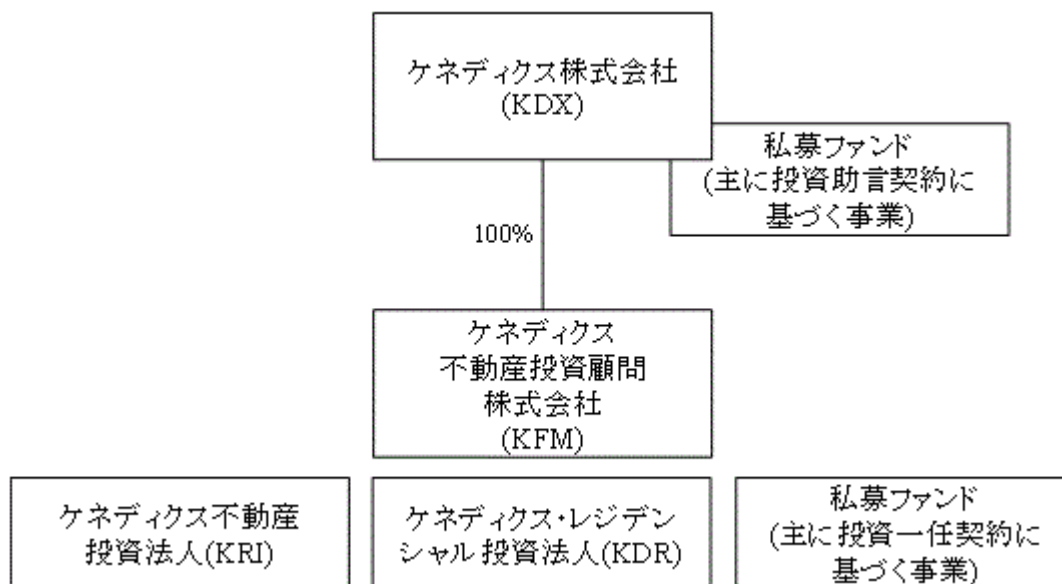 ケネディクス株式会社
(KDX)
私募ファンド
(主に投資助言契約に
基づく事業)
100%
ケネディクス
不動産投資顧問
株式会社
(KFM)
ケネディクス不動産
投資法人(KRI)
ケネディクス・レジデン
シャル投資法人(KDR)
私募ファンド
(主に投資一任契約に
基づく事業)